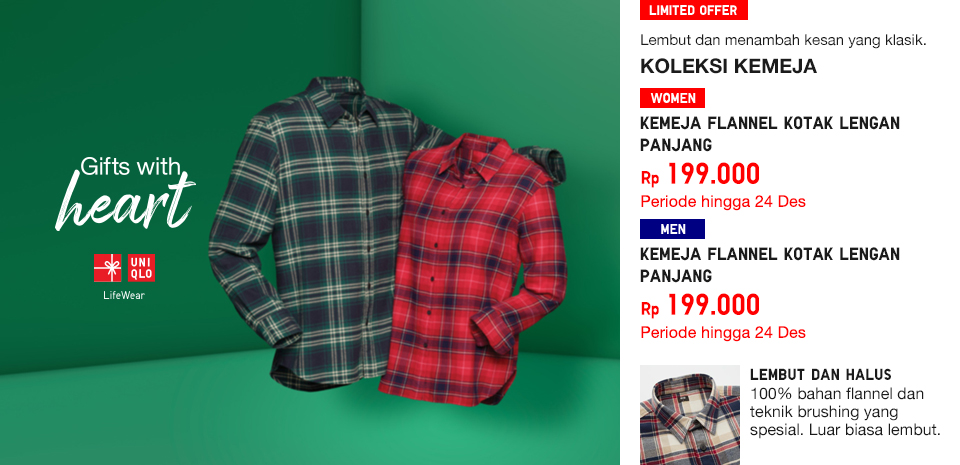 Gifts with
heart
UNI
QLO
LifeWear
LIMITED OFFER
Lembut dan menambah kesan yang klasik.
KOLEKSI KEMEJA
WOMEN
KEMEJA FLANNEL KOTAK LENGAN
PANJANG
Rp 199.000
Periode hingga 24 Des
MEN
KEMEJA FLANNEL KOTAK LENGAN
PANJANG
Rp 199.000
Periode hingga 24 Des
LEMBUT DAN HALUS
100% bahan flannel dan
teknik brushing yang
spesial. Luar biasa lembut.